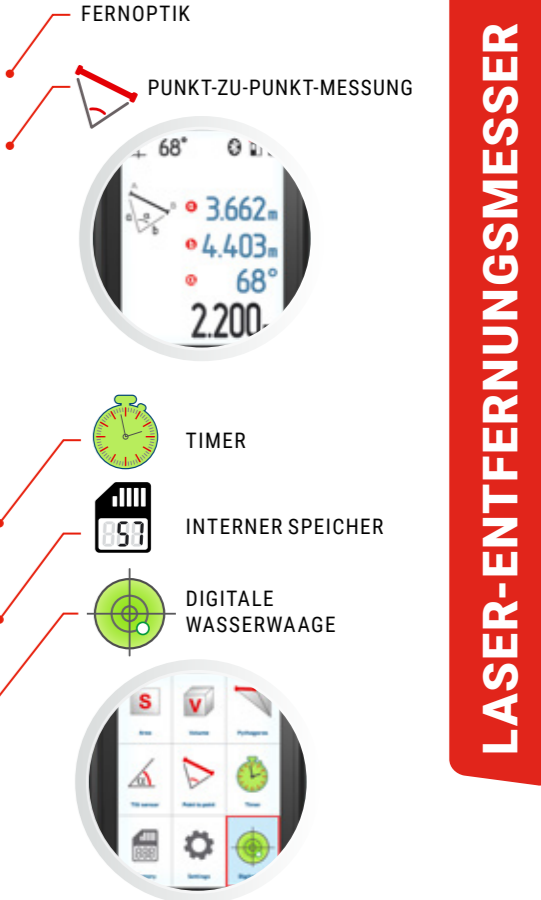 FERNOPTIK
PUNKT-ZU-PUNKT-MESSUNG
68°
A
B
a
α
b
a 3.662m
b 4.403m
α 68°
2.200
TIMER
57
INTERNER SPEICHER
DIGITALE
WASSERWAAGE
S
V
Area
Volume
Pythagoras
α
Tilt sensor
Point to point
Timer
Settings
LASER-ENTFERNUNGSMESSER